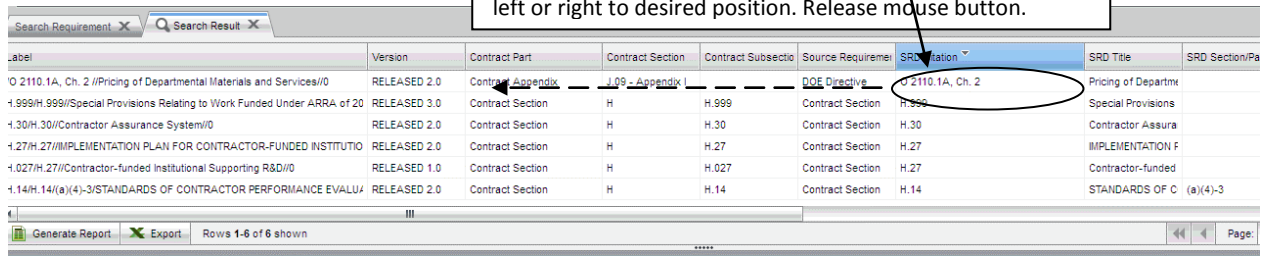 left or right to desired position. Release mouse button.
Search Requirement Search Result
Label Version Contract Part Contract Section Contract Subsectio Source Requiremer SRD Citation SRD Title SRD Section/Pa
O 2110.1A, Ch. 2 //Pricing of Departmental Materials and Services//0 RELEASED 2.0 Contract Appendix J.09 - Appendix I DOE Directive O 2110.1A, Ch. 2 Pricing of Departme
H.999/H.999//Special Provisions Relating to Work Funded Under ARRA of 20 RELEASED 3.0 Contract Section H H.999 Contract Section H.999 Special Provisions
H.30/H.30//Contractor Assurance System//0 RELEASED 2.0 Contract Section H H.30 Contract Section H.30 Contractor Assura
H.27/H.27//IMPLEMENTATION PLAN FOR CONTRACTOR-FUNDED INSTITUTIO RELEASED 2.0 Contract Section H H.27 Contract Section H.27 IMPLEMENTATION F
H.027/H.27//Contractor-funded Institutional Supporting R&D//0 RELEASED 1.0 Contract Section H H.027 Contract Section H.27 Contractor-funded
H.14/H.14/(a)(4)-3/STANDARDS OF CONTRACTOR PERFORMANCE EVALUA RELEASED 2.0 Contract Section H H.14 Contract Section H.14 STANDARDS OF C (a)(4)-3
Generate Report Export Rows 1-6 of 6 shown Page: